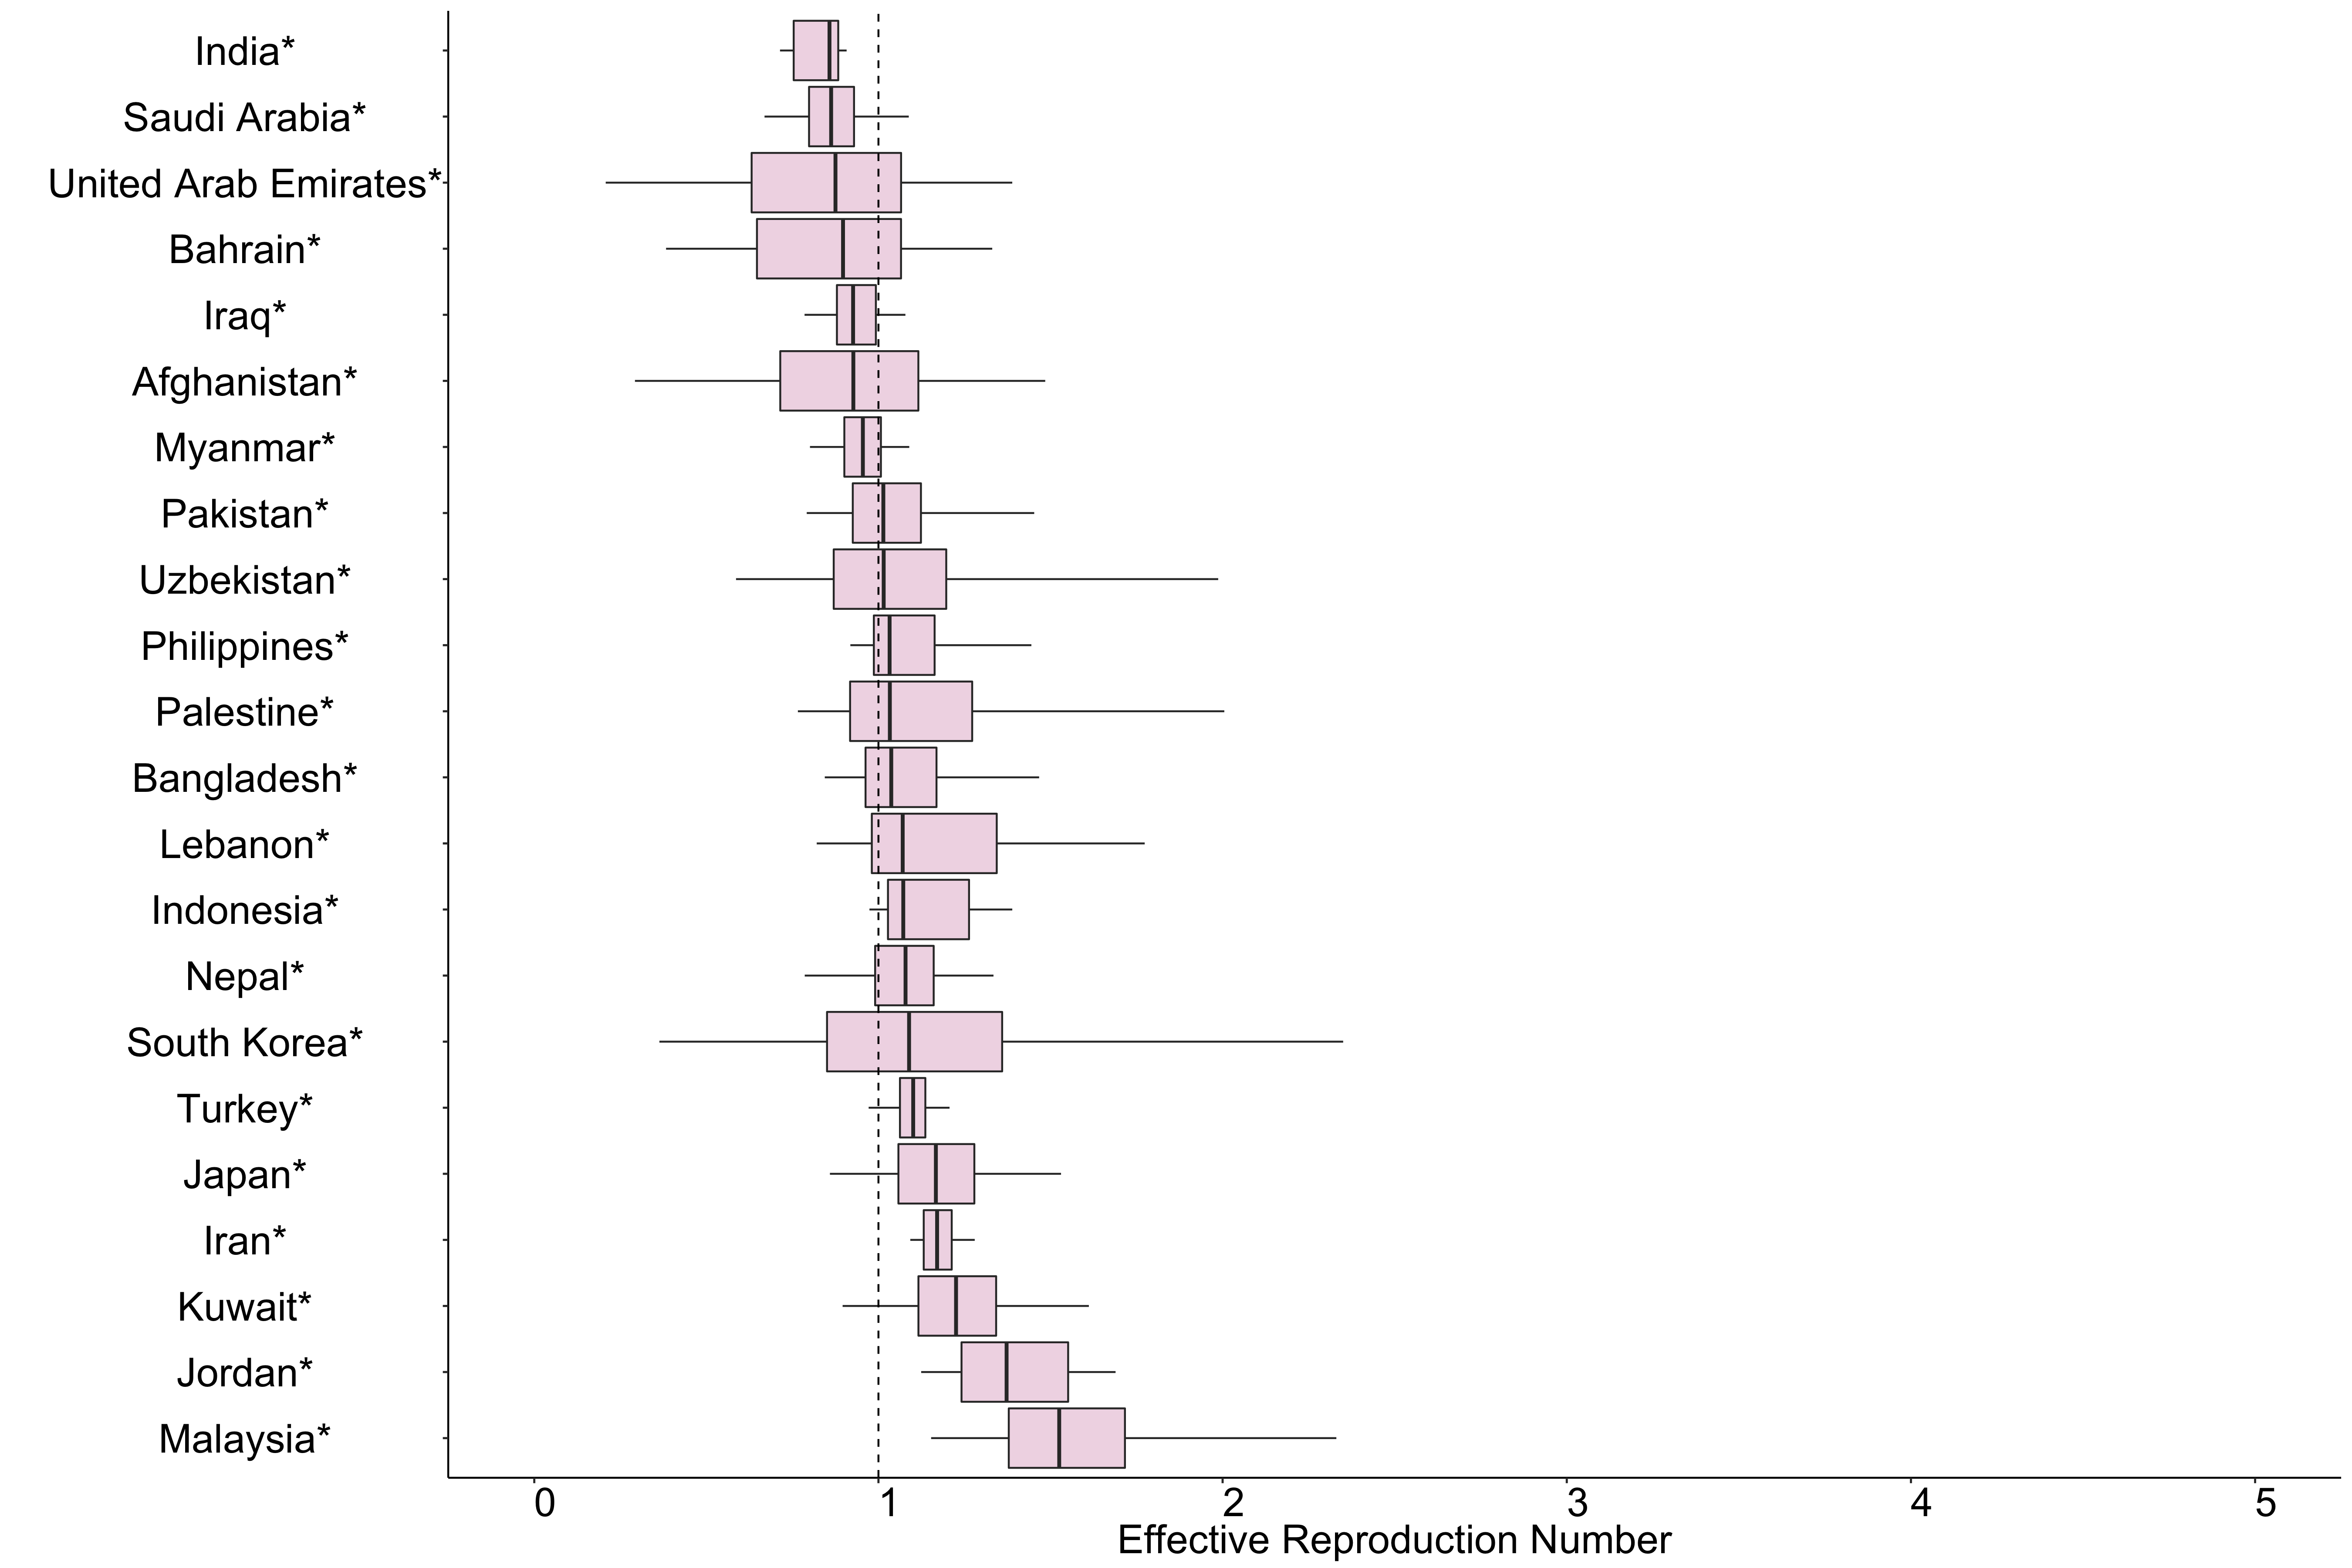 India*
Saudi Arabia*
United Arab Emirates*
Bahrain*
Iraq*
Afghanistan*
Myanmar*
Pakistan*
Uzbekistan*
Philippines*
Palestine*
Bangladesh*
Lebanon*
Indonesia*
Nepal*
South Korea*
Turkey*
Japan*
Iran*
Kuwait*
Jordan*
Malaysia*
0 1 2 3 4 5
Effective Reproduction Number